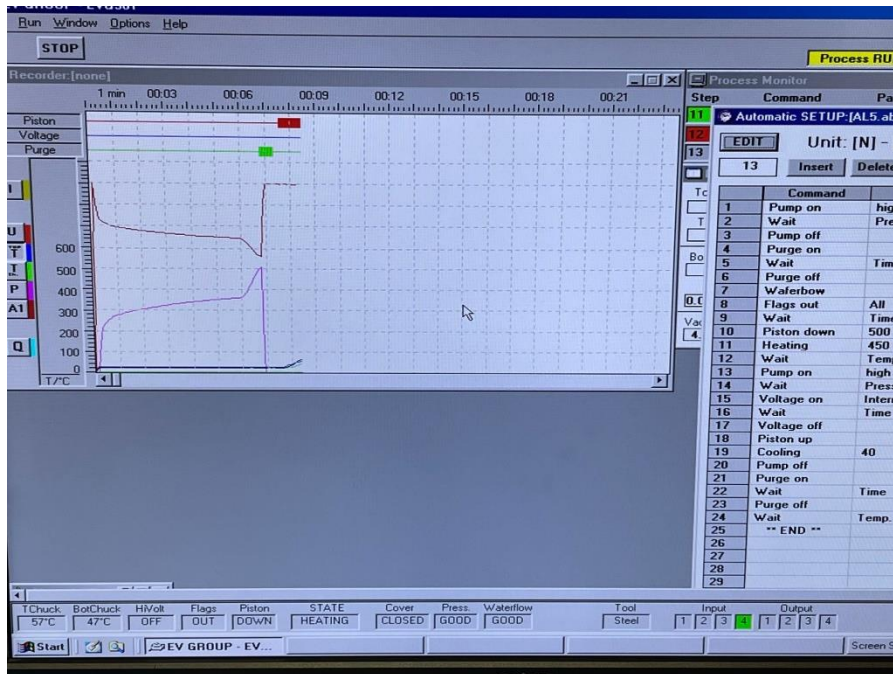 Run Window Options Help
STOP
Process RU
Recorder:[none]
Process Monitor
1 min 00:03 00:06 00:09 00:12 00:15 00:18 00:21
Step Command Pa
Piston
Voltage
Purge
11
12
13
Automatic SETUP:[AL5.ab
EDIT Unit: [N] -
13 Insert Delete
Command
1 Pump on hig
2 Wait Pre
3 Pump off
4 Purge on
5 Wait Tim
6 Purge off
7 Waferbow
8 Flags out All
9 Wait Time
10 Piston down 500
11 Heating 450
12 Wait Temp
13 Pump on high
14 Wait Press
15 Voltage on Intern
16 Wait Time
17 Voltage off
18 Piston up
19 Cooling 40
20 Pump off
21 Purge on
22 Wait Time
23 Purge off
24 Wait Temp.
25 ** END **
26
27
28
29
I
U
T
T
P
A1
Q
600
500
400
300
200
100
0
T/°C
Bo
Vac
4.
TChuck BotChuck HiVolt Flags Piston STATE Cover Press. Waterflow Tool Input Output
57°C 47°C OFF OUT DOWN HEATING CLOSED GOOD GOOD Steel 1 2 3 4 1 2 3 4
Start EV GROUP - EV... Screen S